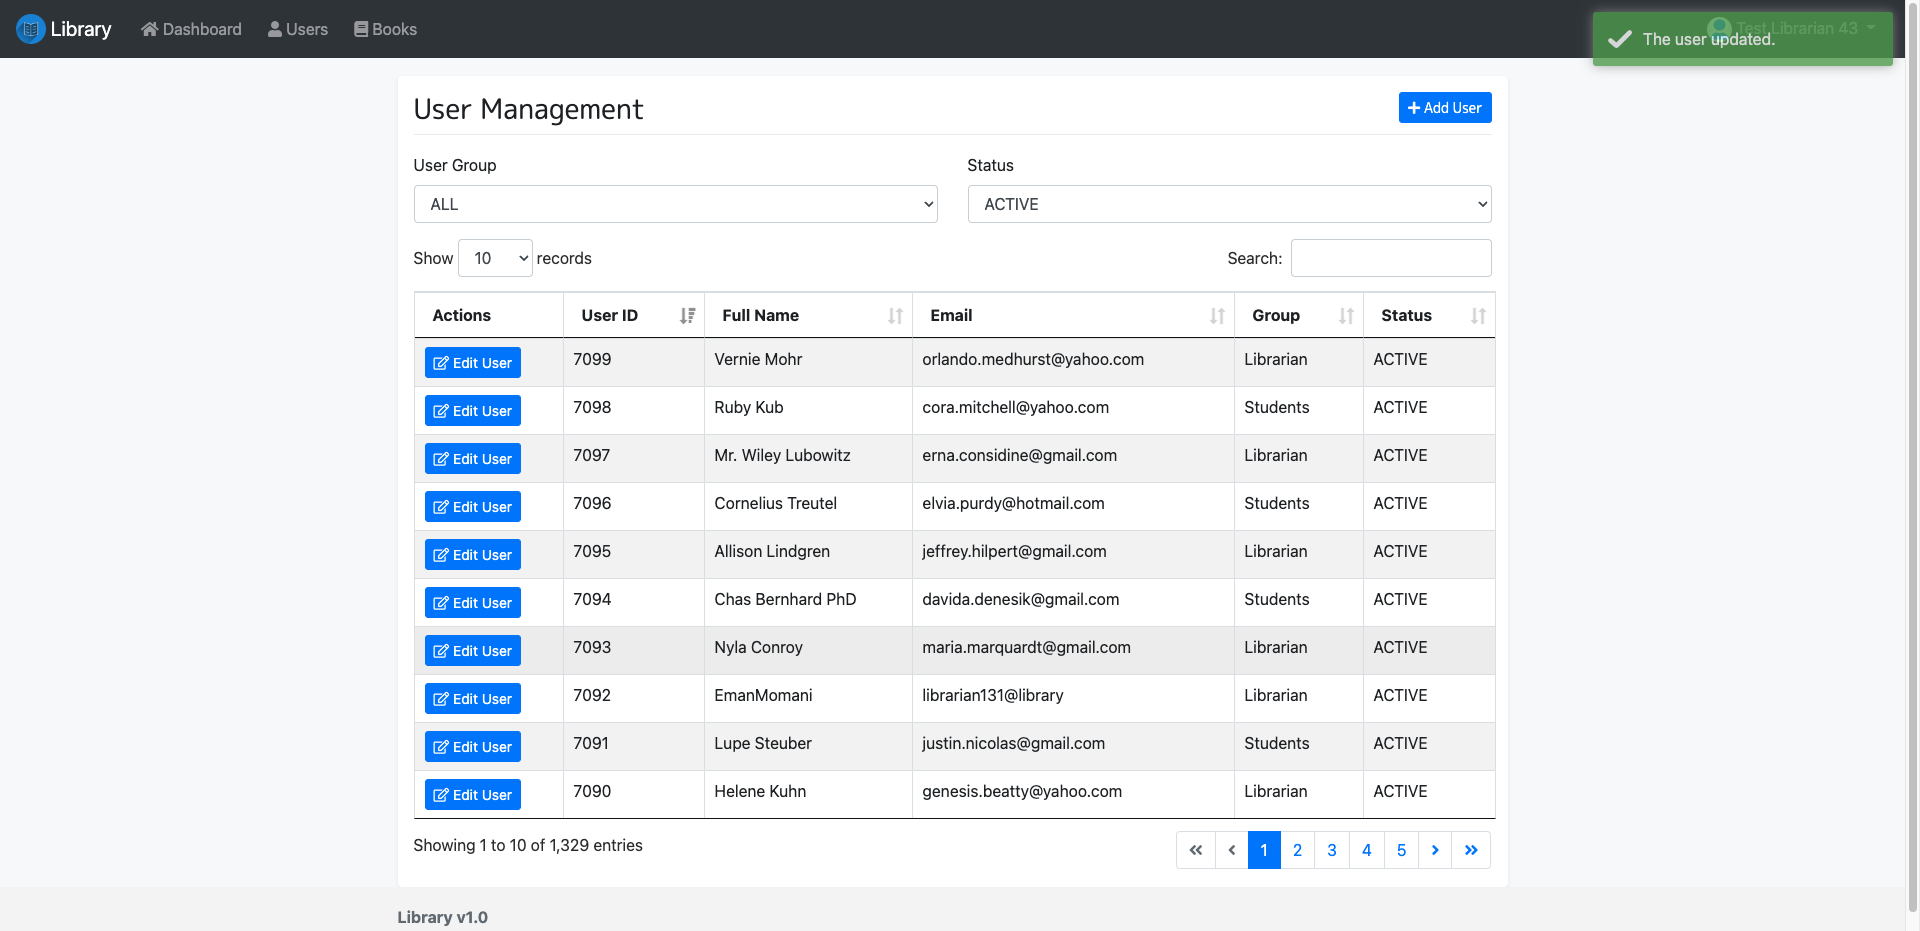 Library Dashboard Users Books Test Librarian 43
The user updated.
User Management + Add User
User Group Status
ALL ACTIVE
Show 10 records Search:
Actions User ID Full Name Email Group Status
Edit User 7099 Vernie Mohr orlando.medhurst@yahoo.com Librarian ACTIVE
Edit User 7098 Ruby Kub cora.mitchell@yahoo.com Students ACTIVE
Edit User 7097 Mr. Wiley Lubowitz erna.considine@gmail.com Librarian ACTIVE
Edit User 7096 Cornelius Treutel elvia.purdy@hotmail.com Students ACTIVE
Edit User 7095 Allison Lindgren jeffrey.hilpert@gmail.com Librarian ACTIVE
Edit User 7094 Chas Bernhard PhD davida.denesik@gmail.com Students ACTIVE
Edit User 7093 Nyla Conroy maria.marquardt@gmail.com Librarian ACTIVE
Edit User 7092 EmanMomani librarian131@library Librarian ACTIVE
Edit User 7091 Lupe Steuber justin.nicolas@gmail.com Students ACTIVE
Edit User 7090 Helene Kuhn genesis.beatty@yahoo.com Librarian ACTIVE
Showing 1 to 10 of 1,329 entries « ‹ 1 2 3 4 5 › »
Library v1.0